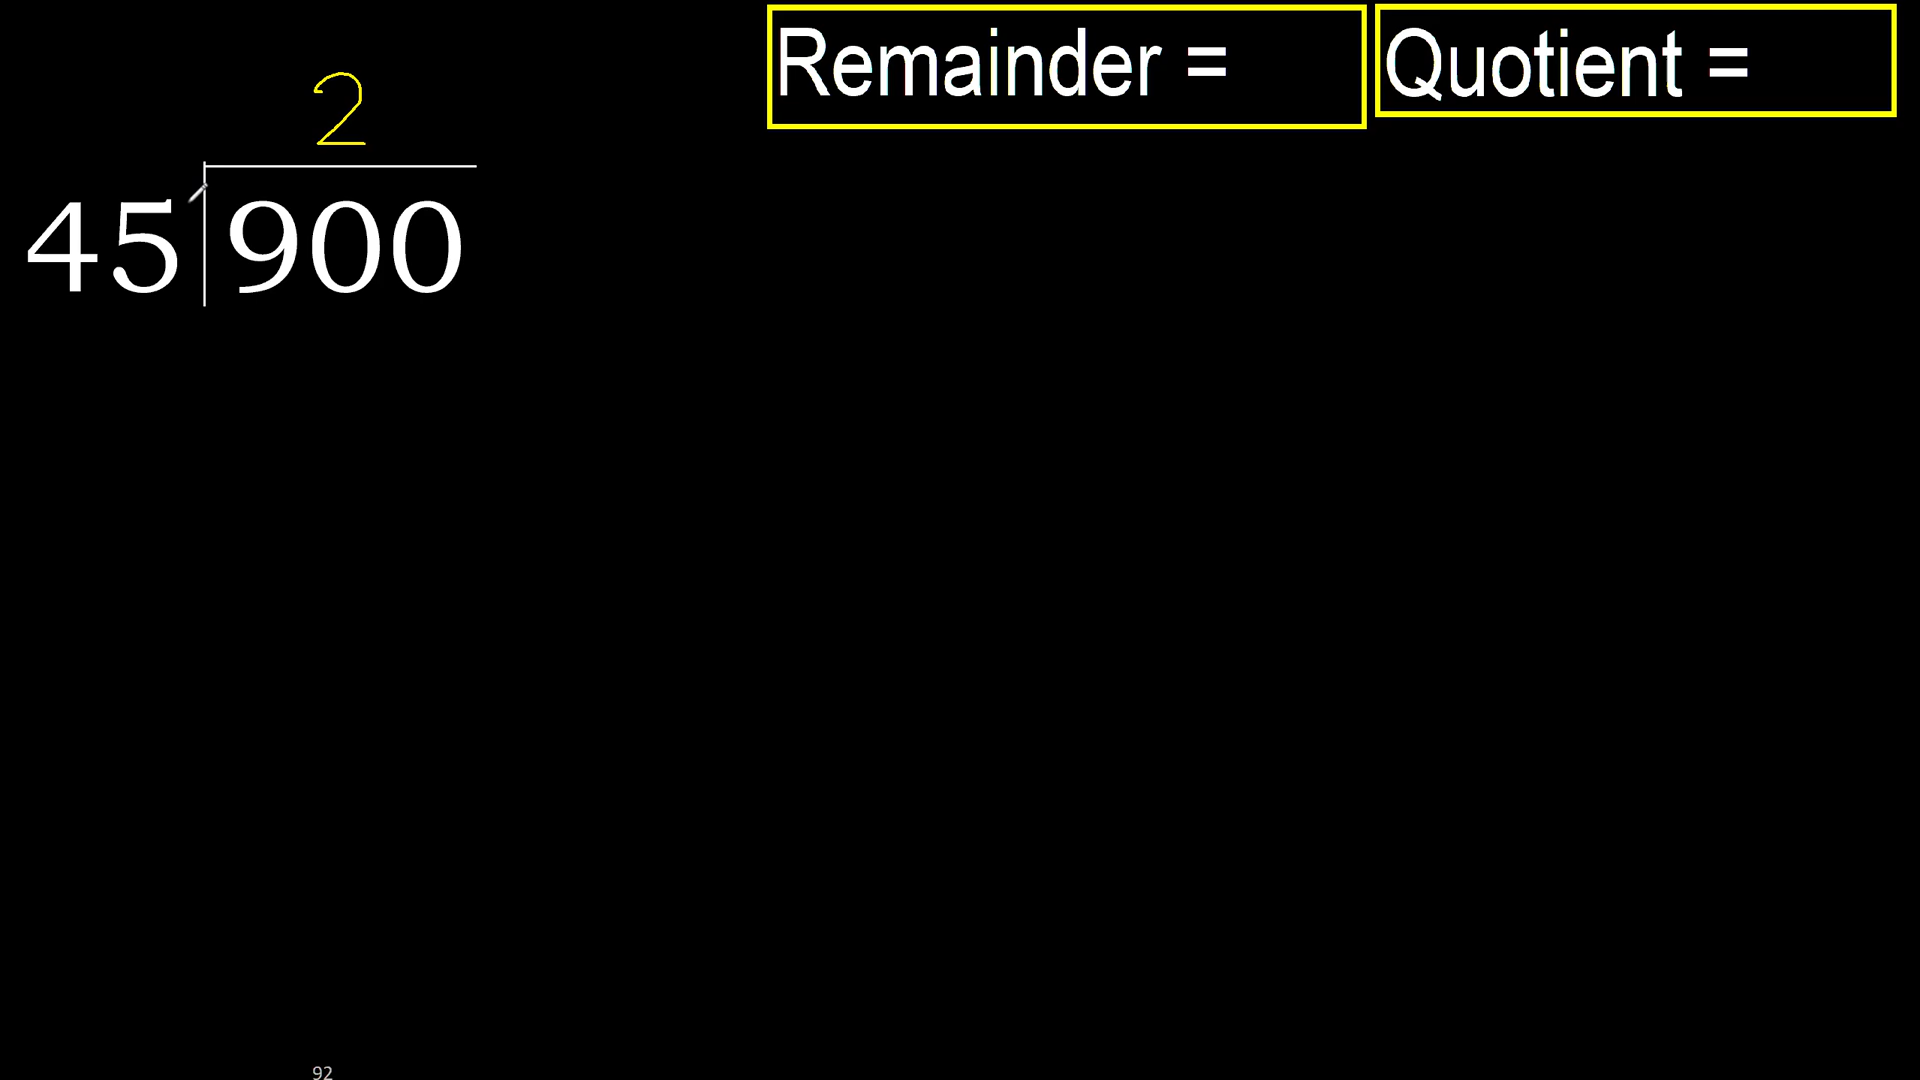 Remainder = Quotient =
2
45 900
92